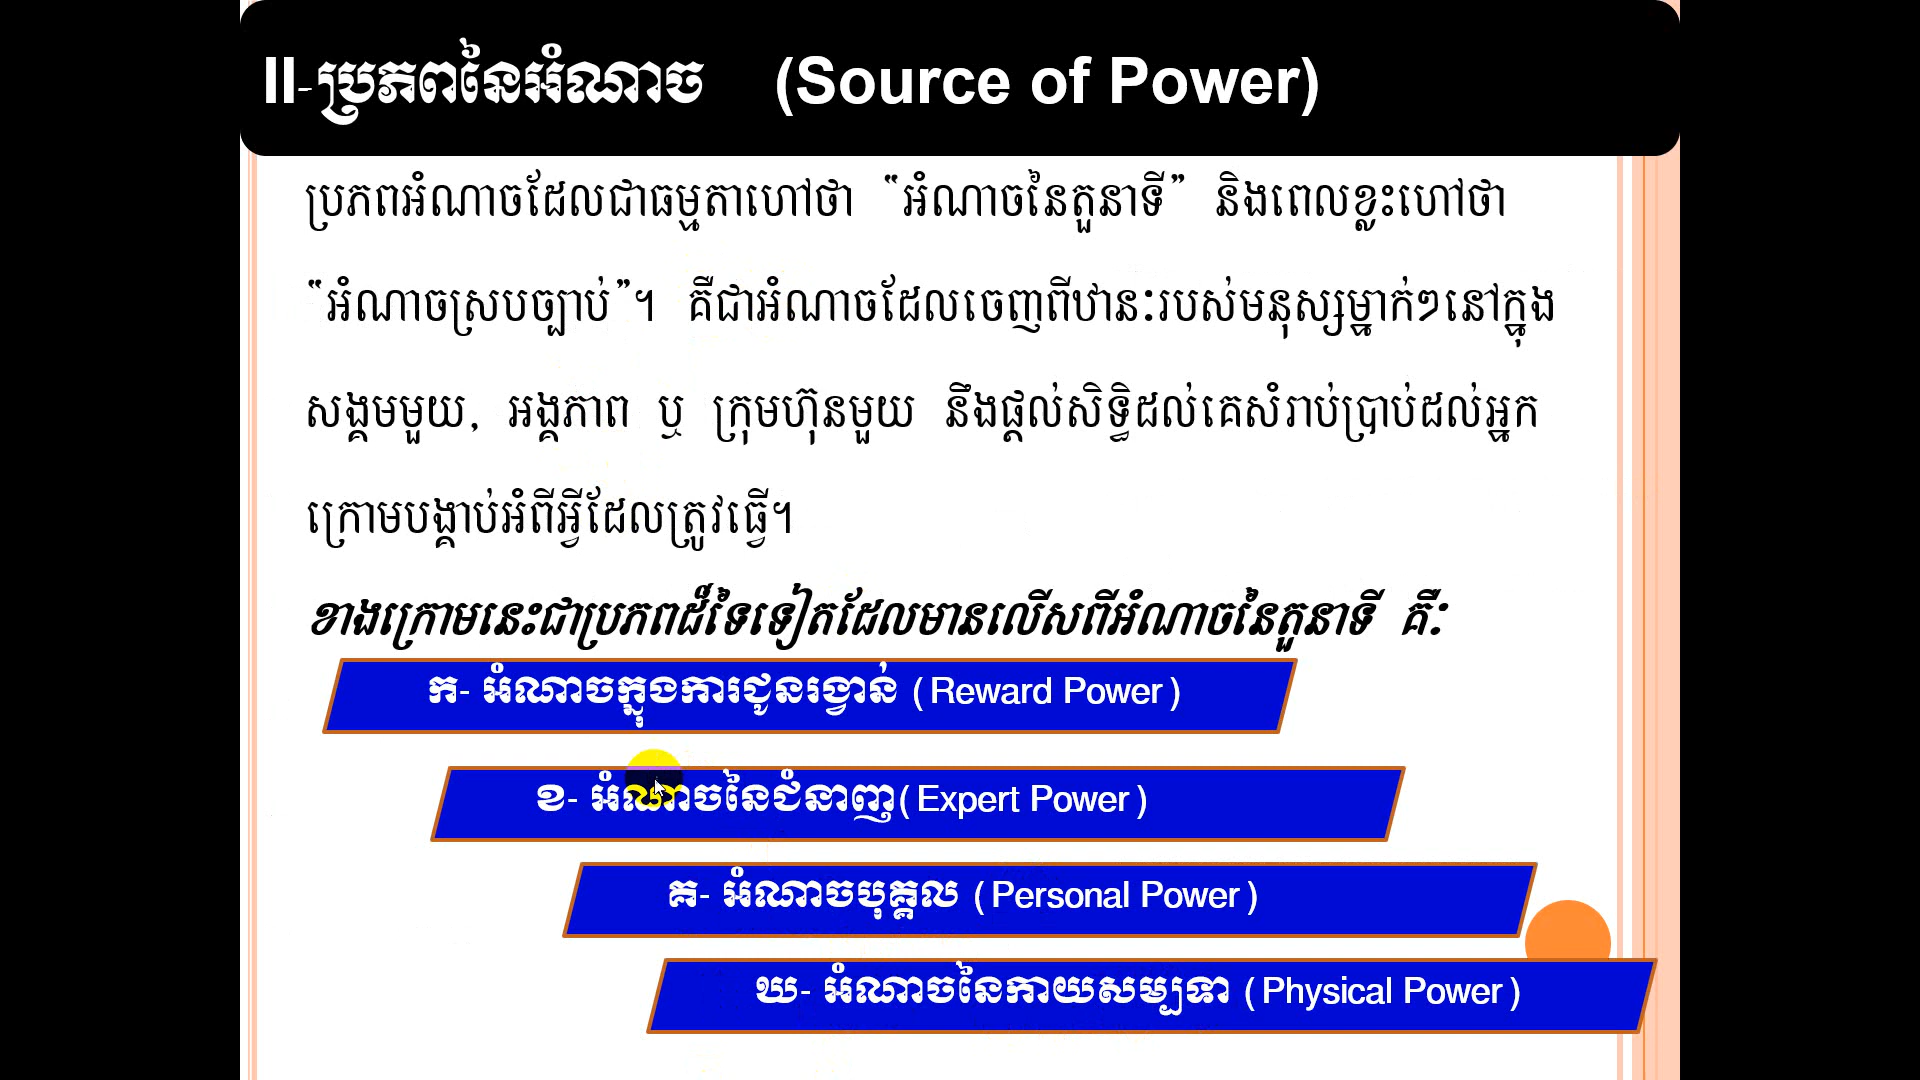 II-ប្រភពនៃអំណាច (Source of Power)
ប្រភពអំណាចដែលជាធម្មតាហៅថា “អំណាចនៃតួនាទី” និងពេលខ្លះហៅថា
“អំណាចស្របច្បាប់”។ គឺជាអំណាចដែលចេញពីឋានៈរបស់មនុស្សម្នាក់ៗនៅក្នុង
សង្គមមួយ, អង្គភាព ឬ ក្រុមហ៊ុនមួយ នឹងផ្តល់សិទ្ធិដល់គេសំរាប់ប្រាប់ដល់អ្នក
ក្រោមបង្គាប់អំពីអ្វីដែលត្រូវធ្វើ។
ខាងក្រោមនេះជាប្រភពដ៏ទៃទៀតដែលមានលើសពីអំណាចនៃតួនាទី គឺៈ
ក- អំណាចក្នុងការជូនរង្វាន់ (Reward Power)
ខ- អំណាចនៃជំនាញ(Expert Power)
គ- អំណាចបុគ្គល (Personal Power)
ឃ- អំណាចនៃកាយសម្បទា (Physical Power)